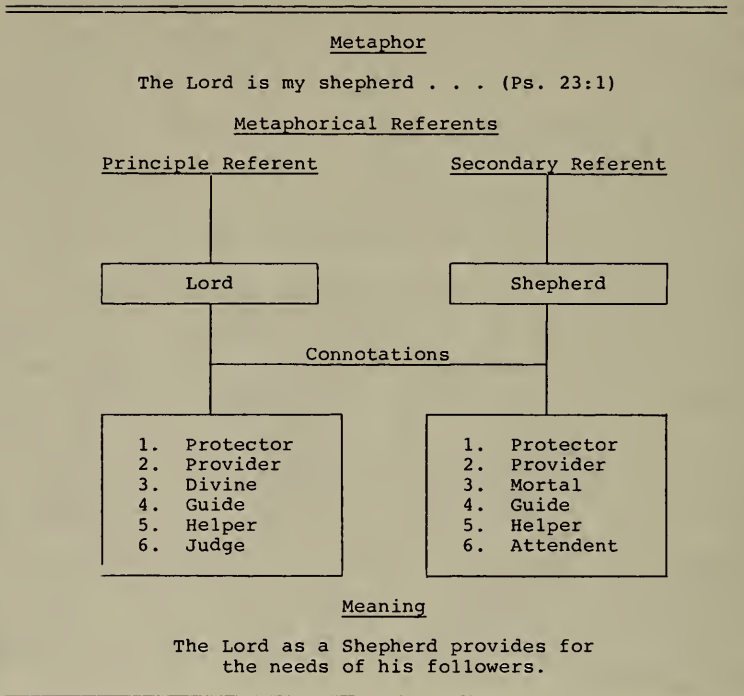 Metaphor
The Lord is my shepherd . . . (Ps. 23:1)
Metaphorical Referents
Principle Referent
Secondary Referent
Lord
Shepherd
Connotations
1. Protector
2. Provider
3. Divine
4. Guide
5. Helper
6. Judge
1. Protector
2. Provider
3. Mortal
4. Guide
5. Helper
6. Attendent
Meaning
The Lord as a Shepherd provides for
the needs of his followers.